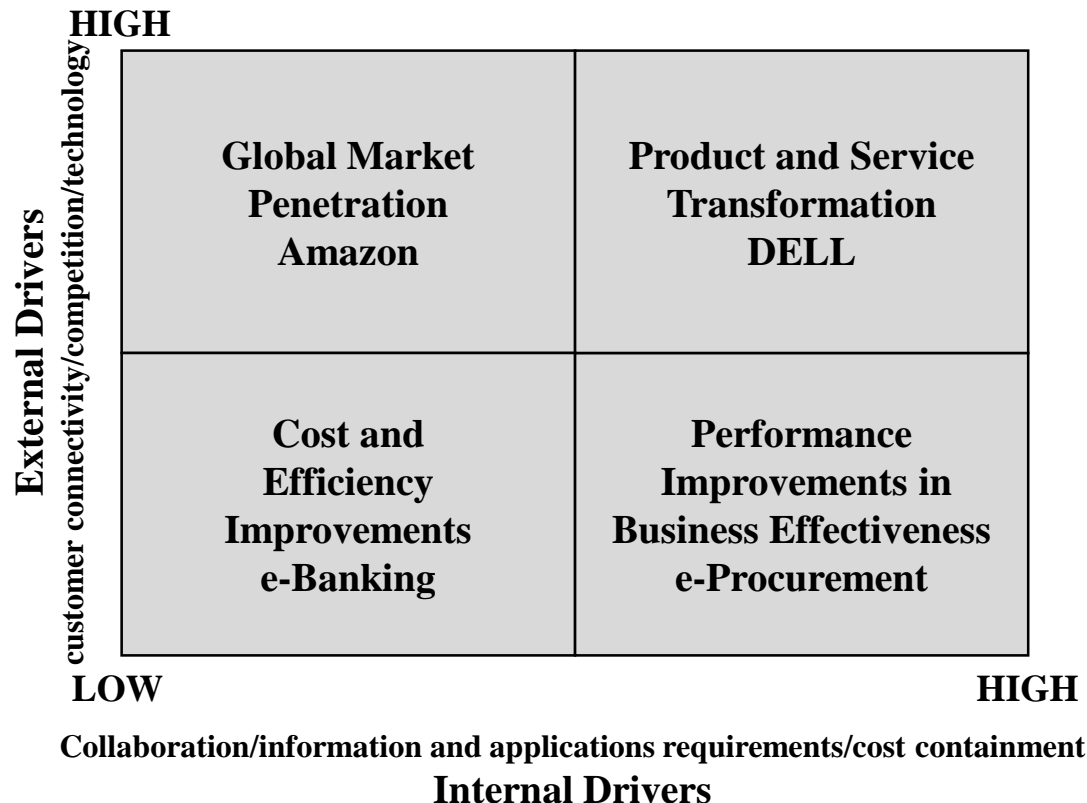 HIGH
External Drivers
customer connectivity/competition/technology
Global Market
Penetration
Amazon
Product and Service
Transformation
DELL
Cost and
Efficiency
Improvements
e-Banking
Performance
Improvements in
Business Effectiveness
e-Procurement
LOW
HIGH
Collaboration/information and applications requirements/cost containment
Internal Drivers